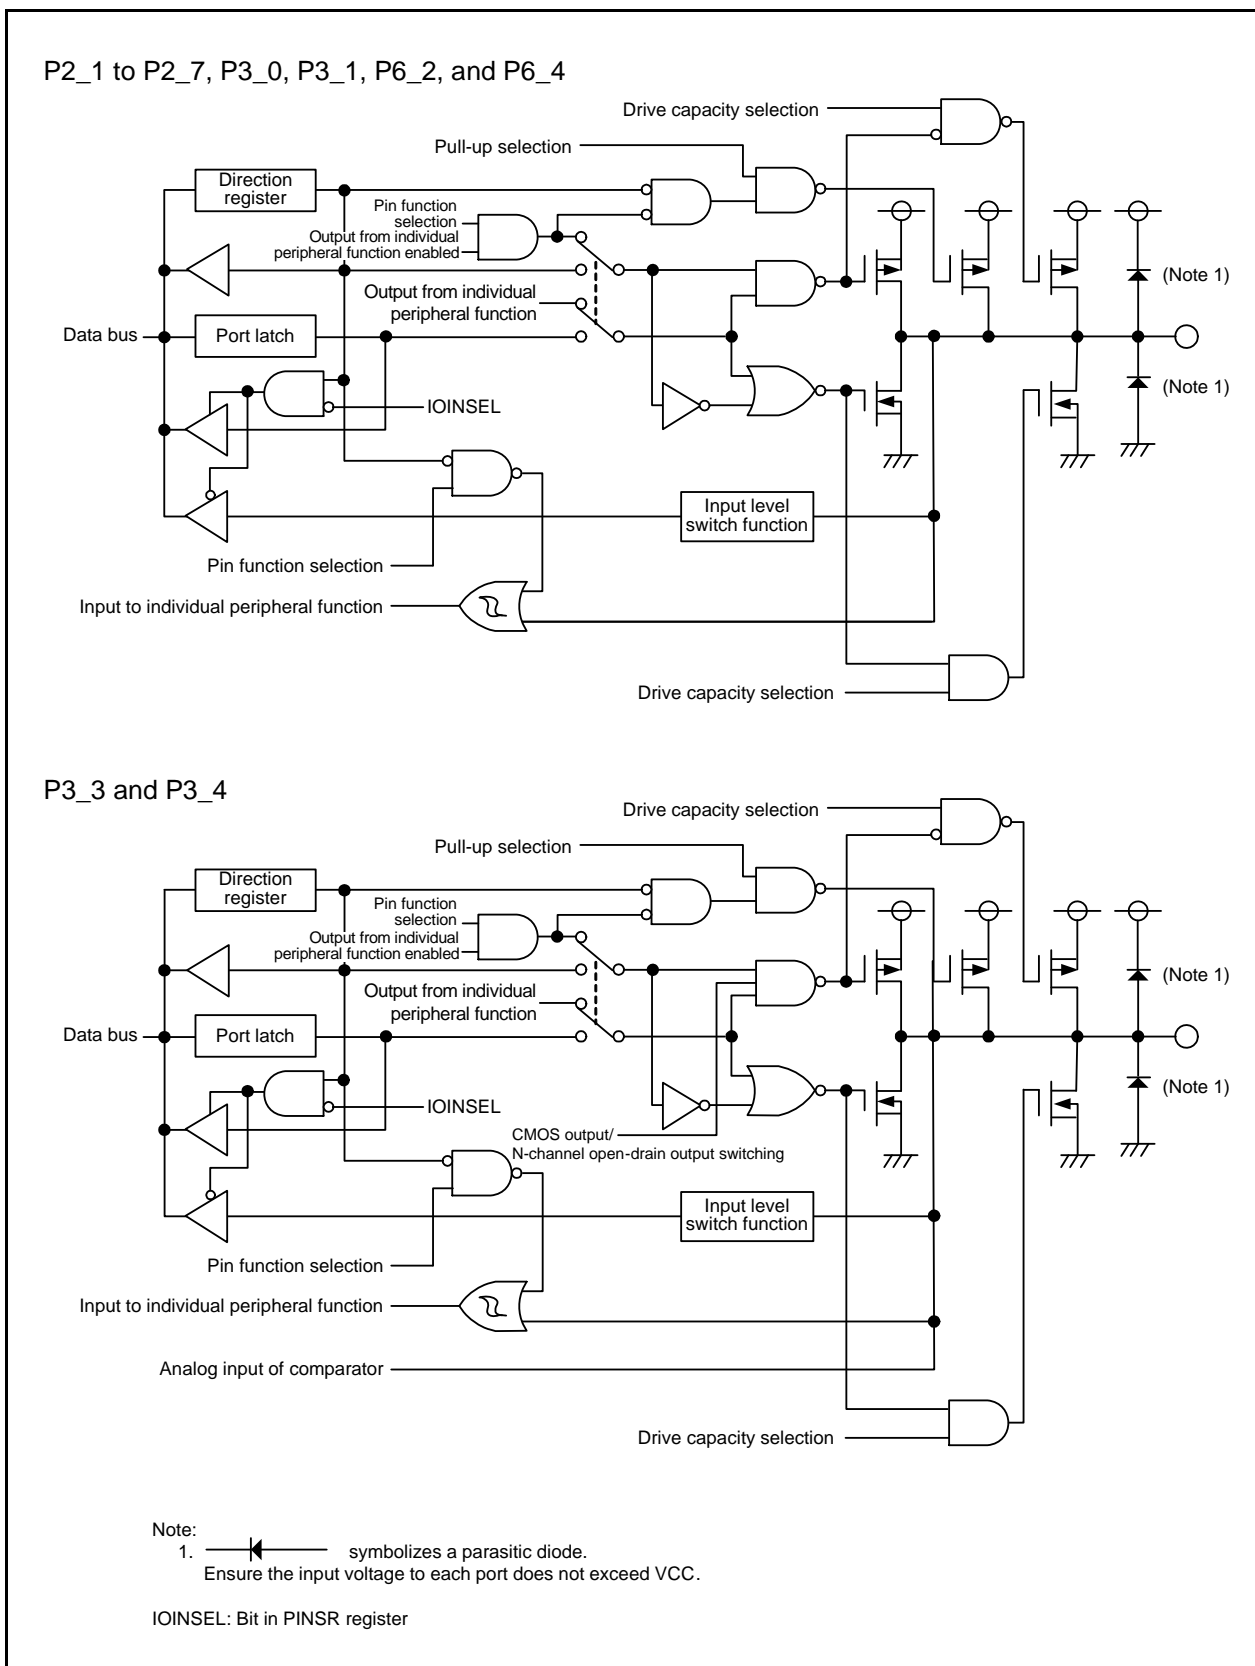 P2_1 to P2_7, P3_0, P3_1, P6_2, and P6_4
Drive capacity selection
Pull-up selection
Direction
register
Pin function
selection
Output from individual
peripheral function enabled
(Note 1)
Output from individual
peripheral function
Data bus
Port latch
(Note 1)
IOINSEL
Input level
switch function
Pin function selection
Input to individual peripheral function
Drive capacity selection
P3_3 and P3_4
Drive capacity selection
Pull-up selection
Direction
register
Pin function
selection
Output from individual
peripheral function enabled
(Note 1)
Output from individual
peripheral function
Data bus
Port latch
(Note 1)
IOINSEL
CMOS output/
N-channel open-drain output switching
Input level
switch function
Pin function selection
Input to individual peripheral function
Analog input of comparator
Drive capacity selection
Note:
1. symbolizes a parasitic diode.
Ensure the input voltage to each port does not exceed VCC.
IOINSEL: Bit in PINSR register